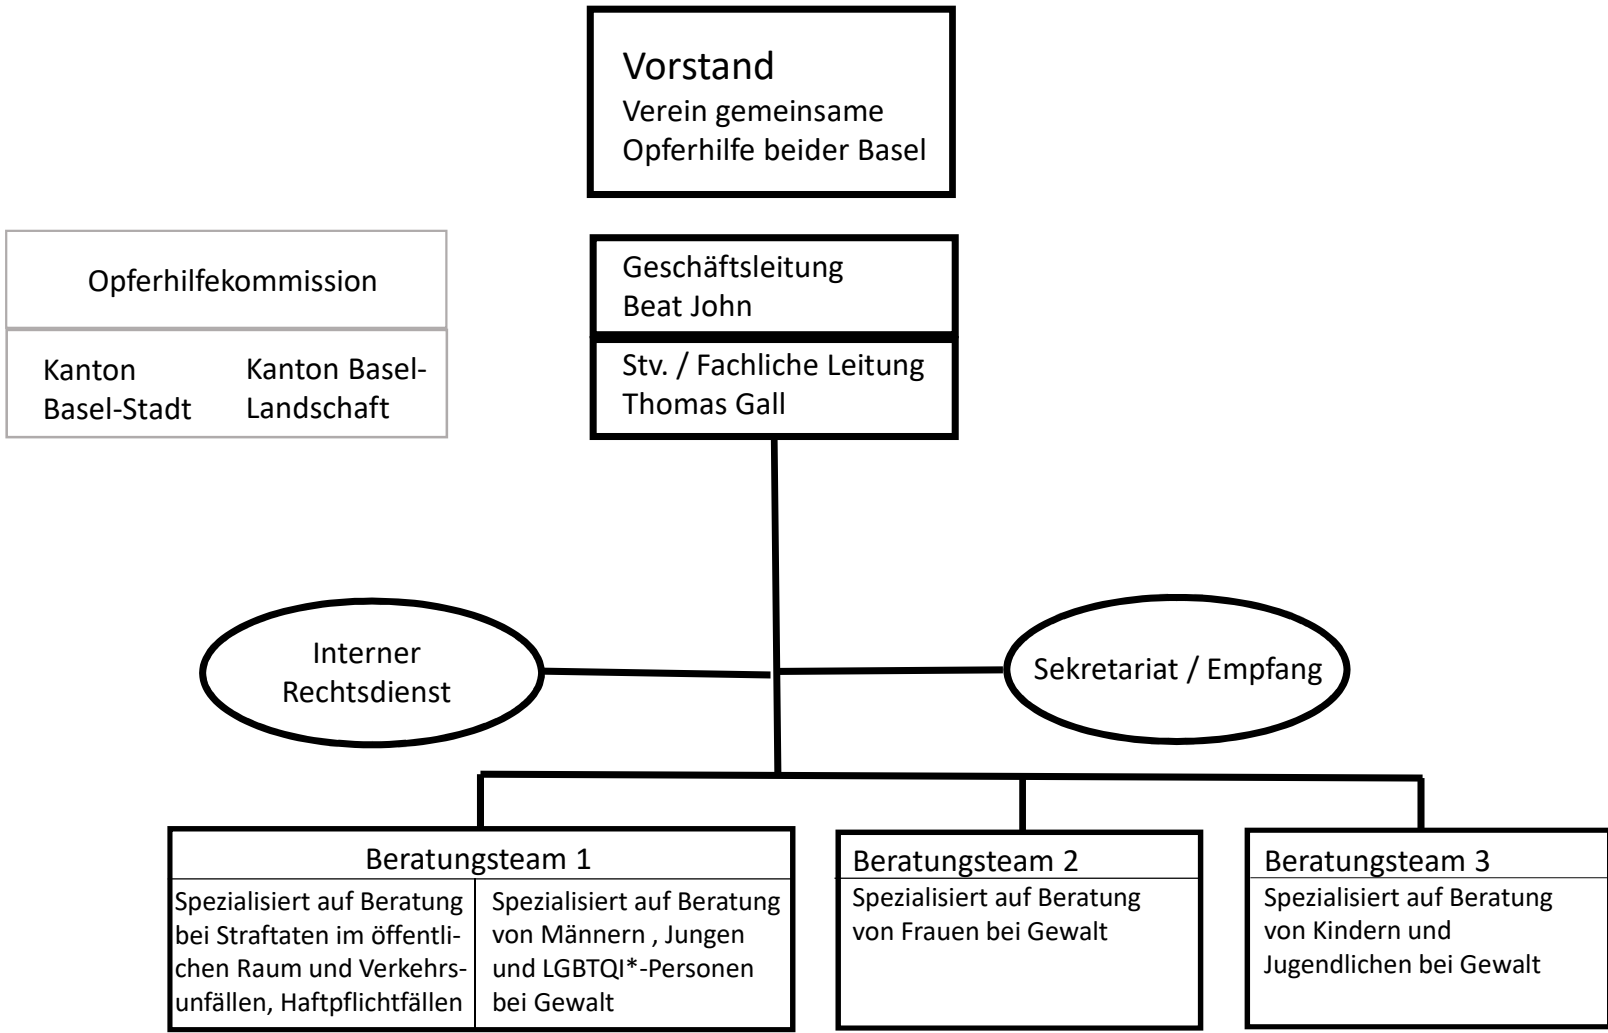 Vorstand
Verein gemeinsame
Opferhilfe beider Basel
Opferhilfekommission
Kanton
Basel-Stadt
Kanton Basel-
Landschaft
Geschäftsleitung
Beat John
Stv. / Fachliche Leitung
Thomas Gall
Interner
Rechtsdienst
Sekretariat / Empfang
Beratungsteam 1
Spezialisiert auf Beratung
bei Straftaten im öffentli-
chen Raum und Verkehrs-
unfällen, Haftpflichtfällen
Spezialisiert auf Beratung
von Männern , Jungen
und LGBTQI*-Personen
bei Gewalt
Beratungsteam 2
Spezialisiert auf Beratung
von Frauen bei Gewalt
Beratungsteam 3
Spezialisiert auf Beratung
von Kindern und
Jugendlichen bei Gewalt